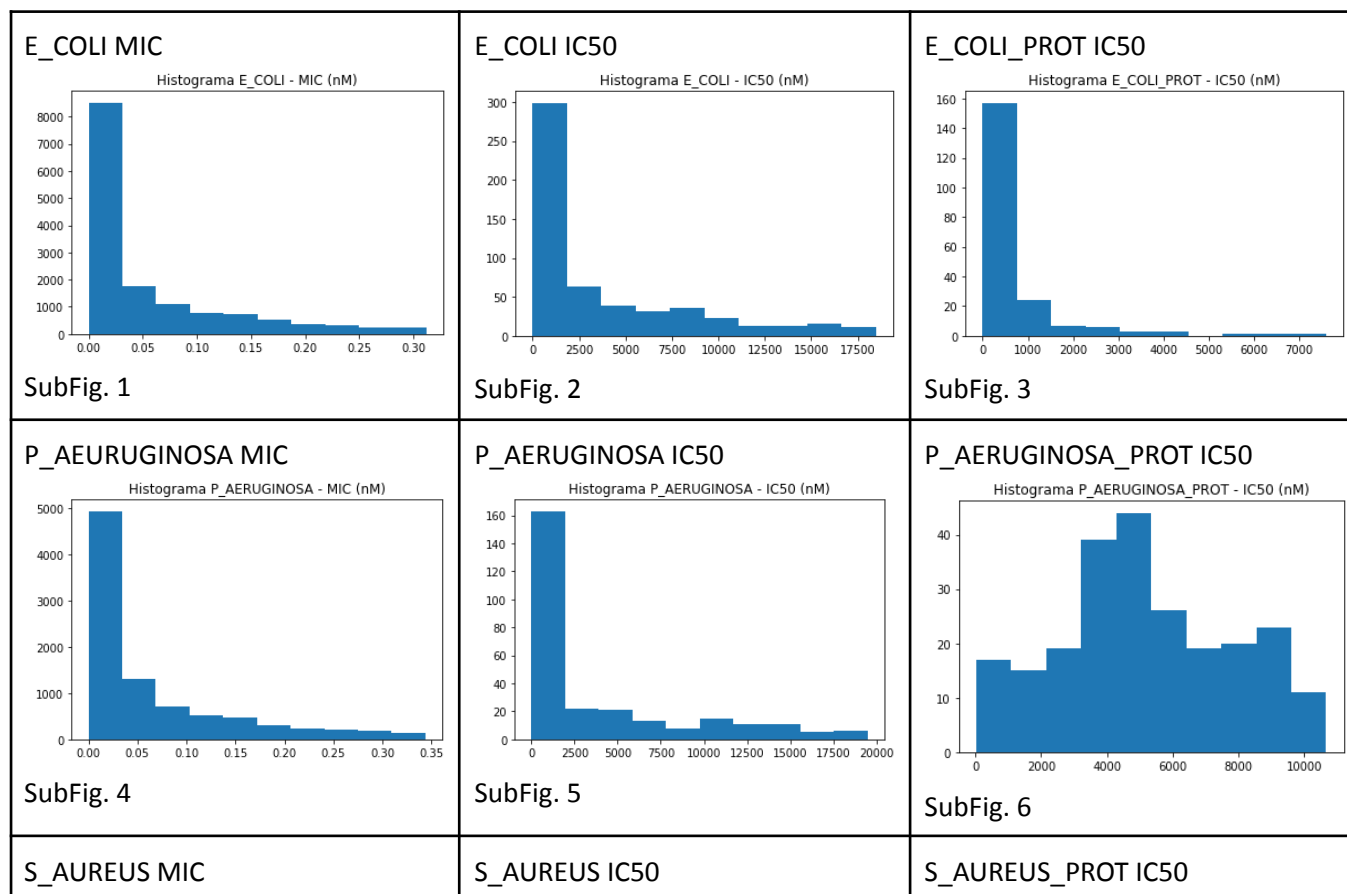 E_COLI MIC
Histograma E_COLI - MIC (nM)
8000
7000
6000
5000
4000
3000
2000
1000
0
0.00 0.05 0.10 0.15 0.20 0.25 0.30
SubFig. 1
E_COLI IC50
Histograma E_COLI - IC50 (nM)
300
250
200
150
100
50
0
0 2500 5000 7500 10000 12500 15000 17500
SubFig. 2
E_COLI_PROT IC50
Histograma E_COLI_PROT - IC50 (nM)
160
140
120
100
80
60
40
20
0
0 1000 2000 3000 4000 5000 6000 7000
SubFig. 3
P_AEURUGINOSA MIC
Histograma P_AERUGINOSA - MIC (nM)
5000
4000
3000
2000
1000
0
0.00 0.05 0.10 0.15 0.20 0.25 0.30 0.35
SubFig. 4
P_AERUGINOSA IC50
Histograma P_AERUGINOSA - IC50 (nM)
160
140
120
100
80
60
40
20
0
0 2500 5000 7500 10000 12500 15000 17500 20000
SubFig. 5
P_AERUGINOSA_PROT IC50
Histograma P_AERUGINOSA_PROT - IC50 (nM)
40
30
20
10
0
0 2000 4000 6000 8000 10000
SubFig. 6
S_AUREUS MIC
S_AUREUS IC50
S_AUREUS_PROT IC50